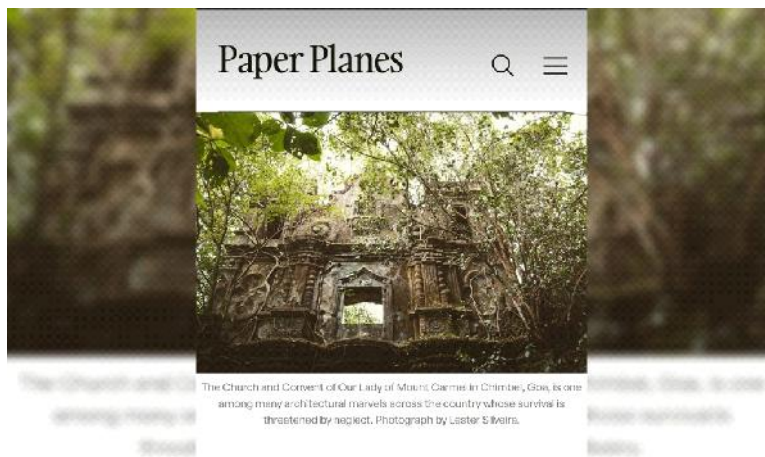 Paper Planes
The Church and Convent of Our Lady of Mount Carmel in Chimbel, Goa, is one
among many architectural marvels across the country whose survival is
threatened by neglect. Photograph by Lester Silveira.